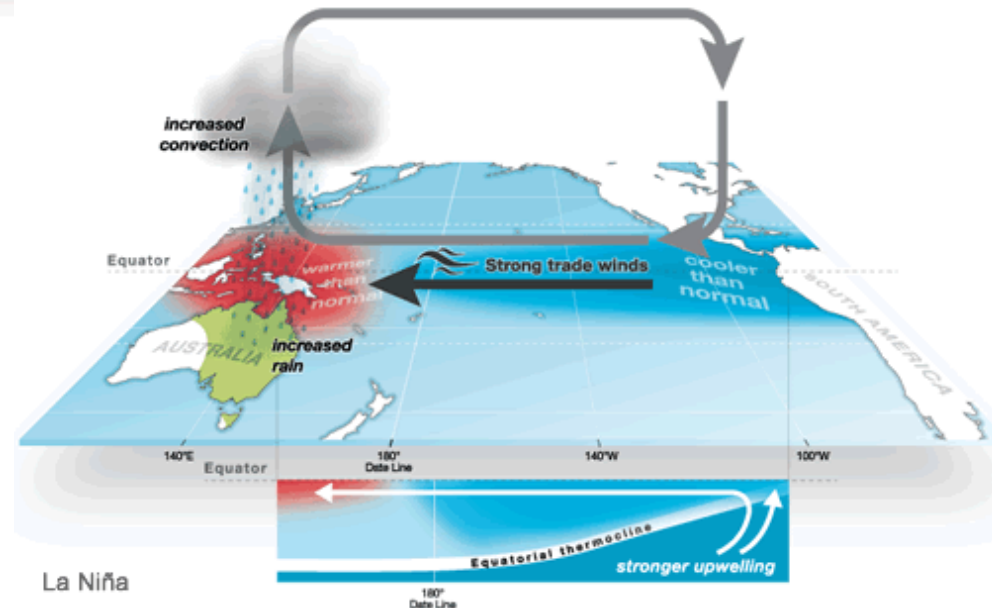 increased
convection
Equator
warmer
than
normal
Strong trade winds
cooler
than
normal
SOUTH AMERICA
AUSTRALIA
increased
rain
140°E
180°
Date Line
140°W
100°W
Equator
Equatorial thermocline
stronger upwelling
La Niña
180°
Date Line